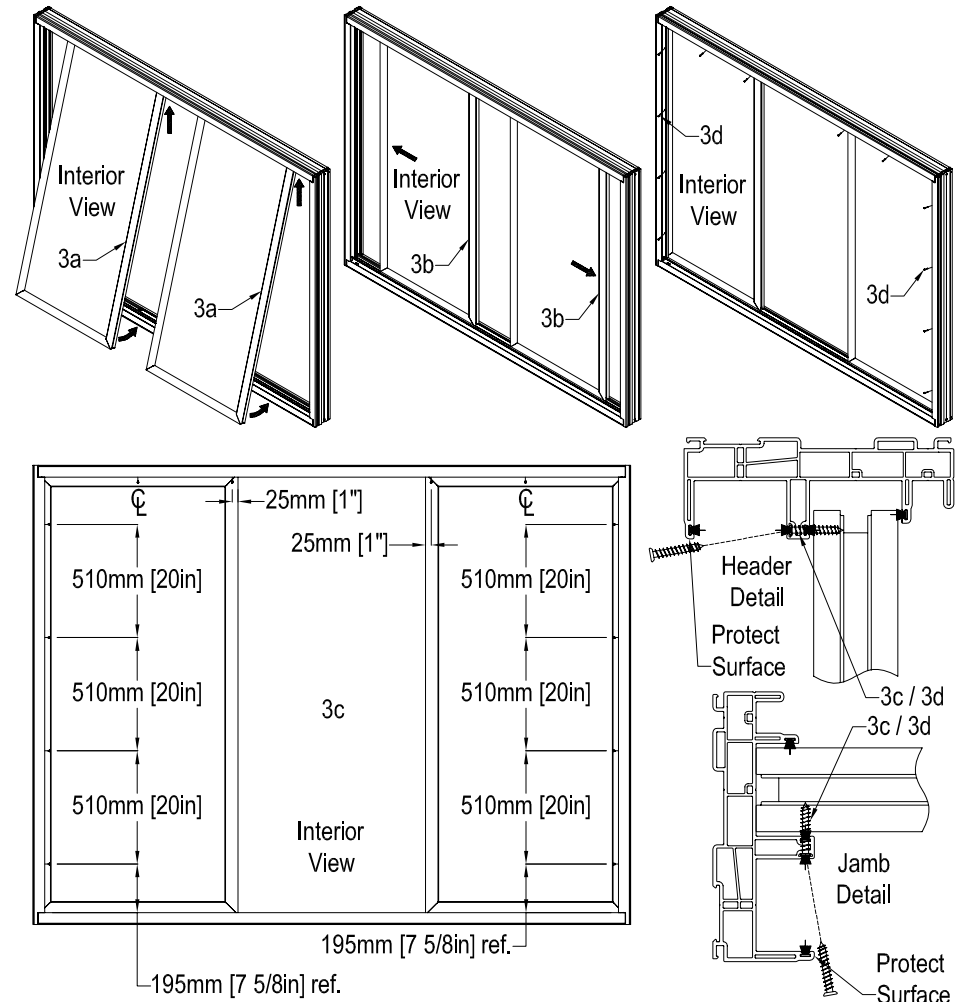 Interior
View
3a
3a
Interior
View
3b
3b
3d
Interior
View
3d
℄
25mm [1"]
℄
25mm [1"]
510mm [20in]
510mm [20in]
510mm [20in]
3c
510mm [20in]
510mm [20in]
510mm [20in]
Interior
View
195mm [7 5/8in] ref.
195mm [7 5/8in] ref.
Header
Detail
Protect
Surface
3c / 3d
3c / 3d
Jamb
Detail
Protect
Surface